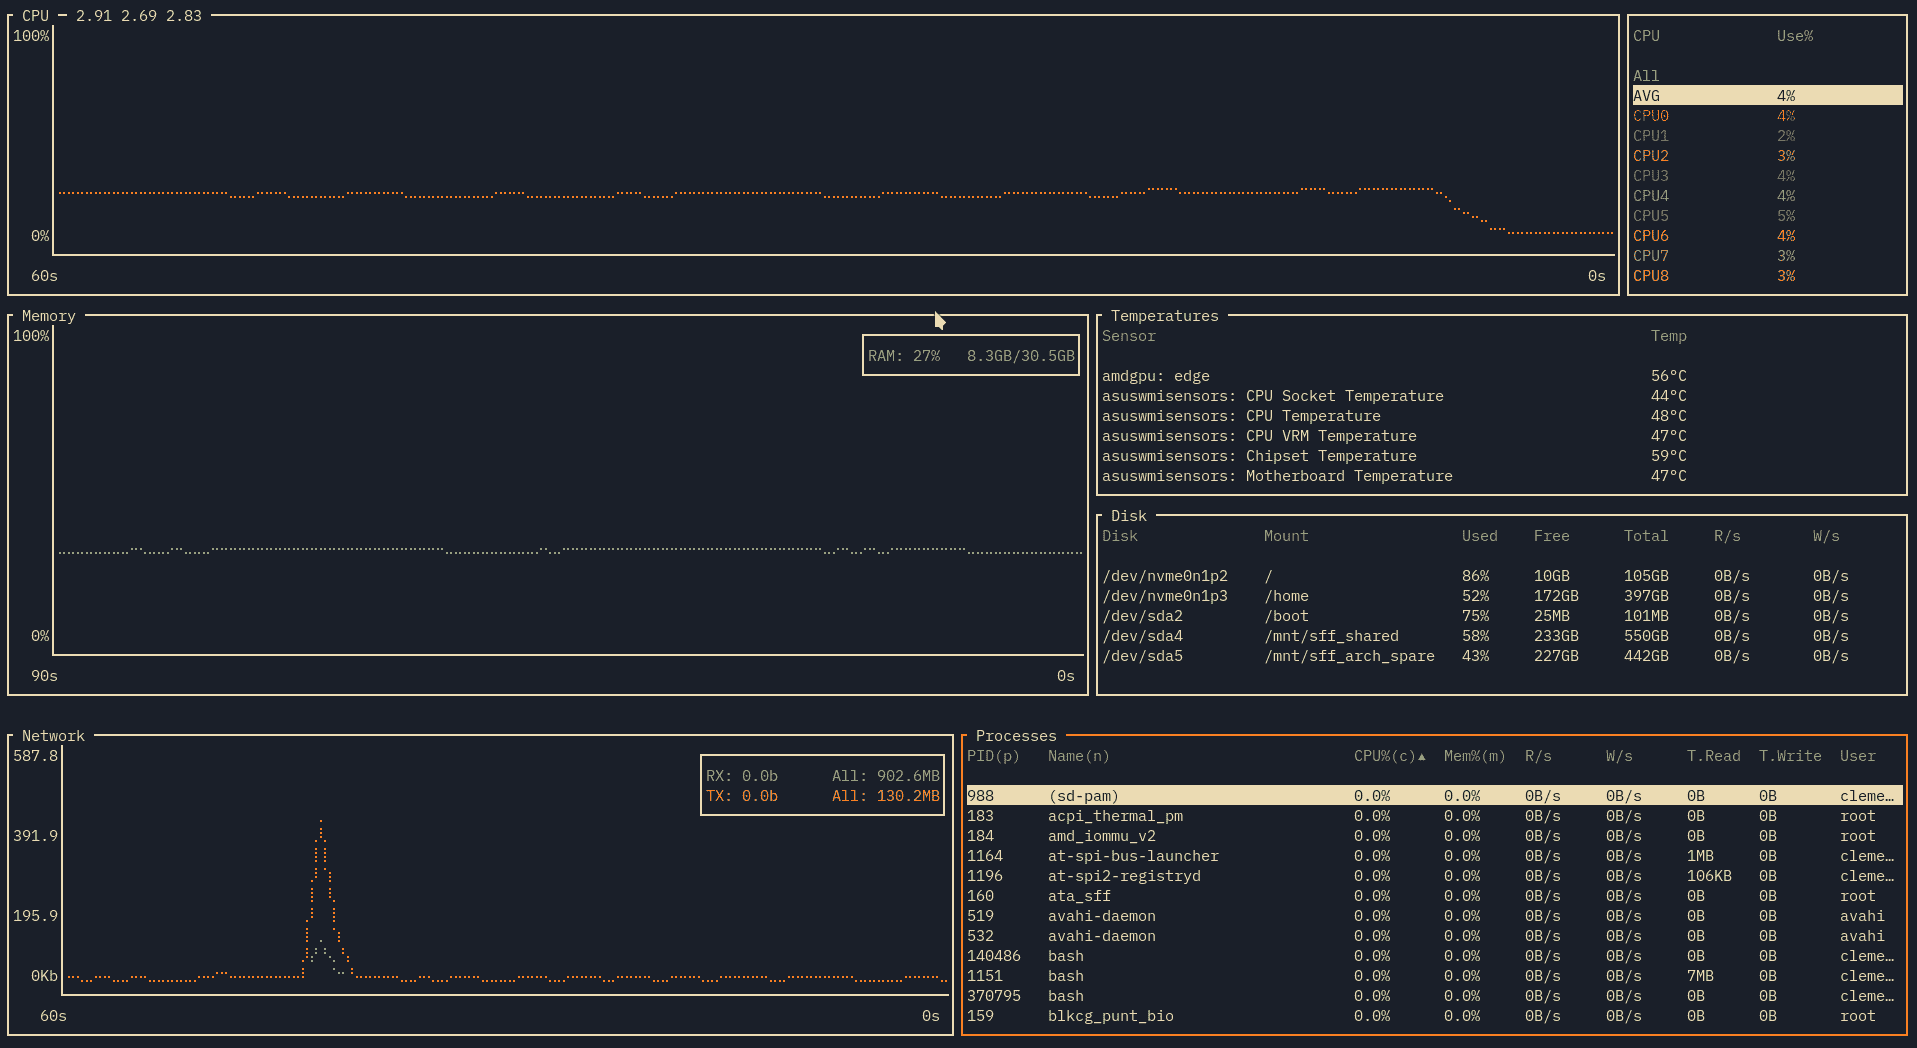 CPU 2.91 2.69 2.83
100%
0%
60s 0s
CPU Use%
All
AVG 4%
CPU0 4%
CPU1 2%
CPU2 3%
CPU3 4%
CPU4 4%
CPU5 5%
CPU6 4%
CPU7 3%
CPU8 3%
Memory
100%
RAM: 27% 8.3GB/30.5GB
0%
90s 0s
Temperatures
Sensor Temp
amdgpu: edge 56°C
asuswmisensors: CPU Socket Temperature 44°C
asuswmisensors: CPU Temperature 48°C
asuswmisensors: CPU VRM Temperature 47°C
asuswmisensors: Chipset Temperature 59°C
asuswmisensors: Motherboard Temperature 47°C
Disk
Disk Mount Used Free Total R/s W/s
/dev/nvme0n1p2 / 86% 10GB 105GB 0B/s 0B/s
/dev/nvme0n1p3 /home 52% 172GB 397GB 0B/s 0B/s
/dev/sda2 /boot 75% 25MB 101MB 0B/s 0B/s
/dev/sda4 /mnt/sff_shared 58% 233GB 550GB 0B/s 0B/s
/dev/sda5 /mnt/sff_arch_spare 43% 227GB 442GB 0B/s 0B/s
Network
587.8
RX: 0.0b All: 902.6MB
TX: 0.0b All: 130.2MB
391.9
195.9
0Kb
60s 0s
Processes
PID(p) Name(n) CPU%(c)▲ Mem%(m) R/s W/s T.Read T.Write User
988 (sd-pam) 0.0% 0.0% 0B/s 0B/s 0B 0B cleme…
183 acpi_thermal_pm 0.0% 0.0% 0B/s 0B/s 0B 0B root
184 amd_iommu_v2 0.0% 0.0% 0B/s 0B/s 0B 0B root
1164 at-spi-bus-launcher 0.0% 0.0% 0B/s 0B/s 1MB 0B cleme…
1196 at-spi2-registryd 0.0% 0.0% 0B/s 0B/s 106KB 0B cleme…
160 ata_sff 0.0% 0.0% 0B/s 0B/s 0B 0B root
519 avahi-daemon 0.0% 0.0% 0B/s 0B/s 0B 0B avahi
532 avahi-daemon 0.0% 0.0% 0B/s 0B/s 0B 0B avahi
140486 bash 0.0% 0.0% 0B/s 0B/s 0B 0B cleme…
1151 bash 0.0% 0.0% 0B/s 0B/s 7MB 0B cleme…
370795 bash 0.0% 0.0% 0B/s 0B/s 0B 0B cleme…
159 blkcg_punt_bio 0.0% 0.0% 0B/s 0B/s 0B 0B root